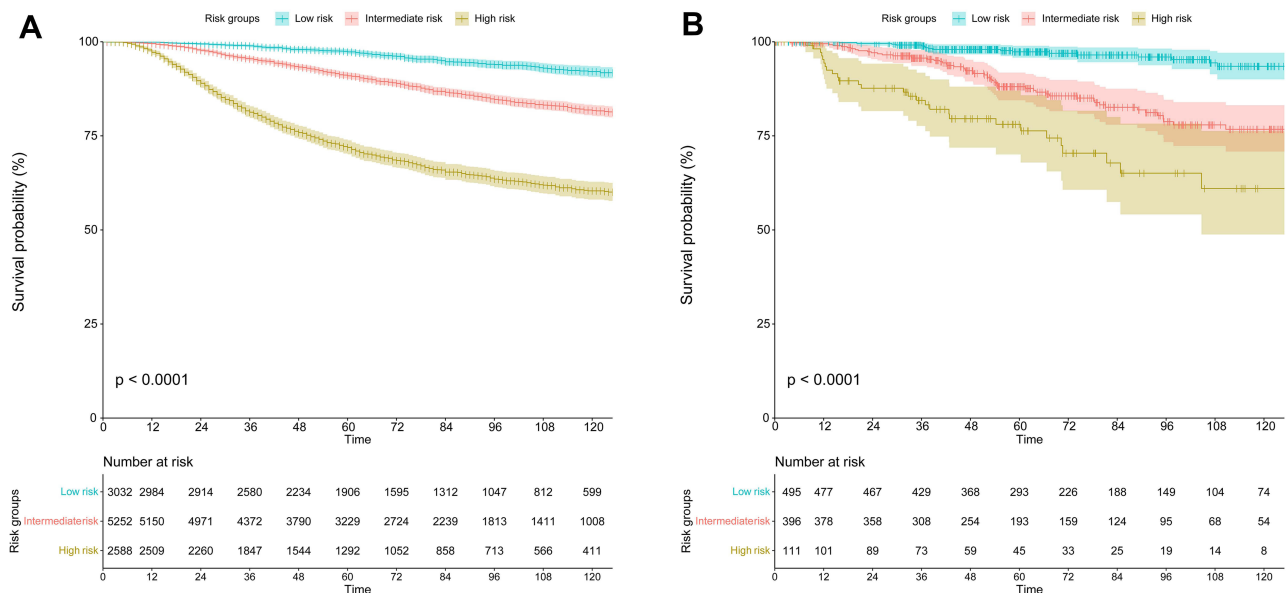 A
Risk groups Low risk Intermediate risk High risk
100
75
50
25
0
Survival probability (%)
p < 0.0001
0 12 24 36 48 60 72 84 96 108 120
Time
Number at risk
Risk groups
Low risk 3032 2984 2914 2580 2234 1906 1595 1312 1047 812 599
Intermediate risk 5252 5150 4971 4372 3790 3229 2724 2239 1813 1411 1008
High risk 2588 2509 2260 1847 1544 1292 1052 858 713 566 411
0 12 24 36 48 60 72 84 96 108 120
Time
B
Risk groups Low risk Intermediate risk High risk
100
75
50
25
0
Survival probability (%)
p < 0.0001
0 12 24 36 48 60 72 84 96 108 120
Time
Number at risk
Risk groups
Low risk 495 477 467 429 368 293 226 188 149 104 74
Intermediate risk 396 378 358 308 254 193 159 124 95 68 54
High risk 111 101 89 73 59 45 33 25 19 14 8
0 12 24 36 48 60 72 84 96 108 120
Time